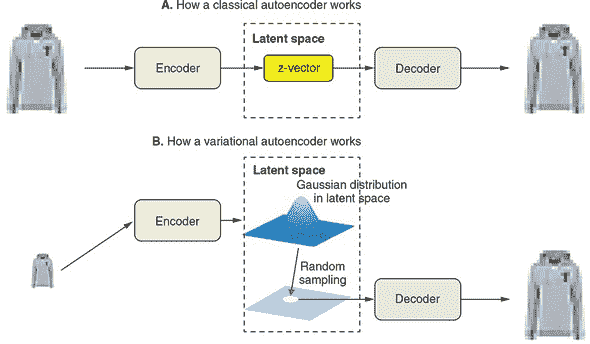 A. How a classical autoencoder works
Latent space
Encoder
z-vector
Decoder
B. How a variational autoencoder works
Latent space
Gaussian distribution
in latent space
Encoder
Random
sampling
Decoder